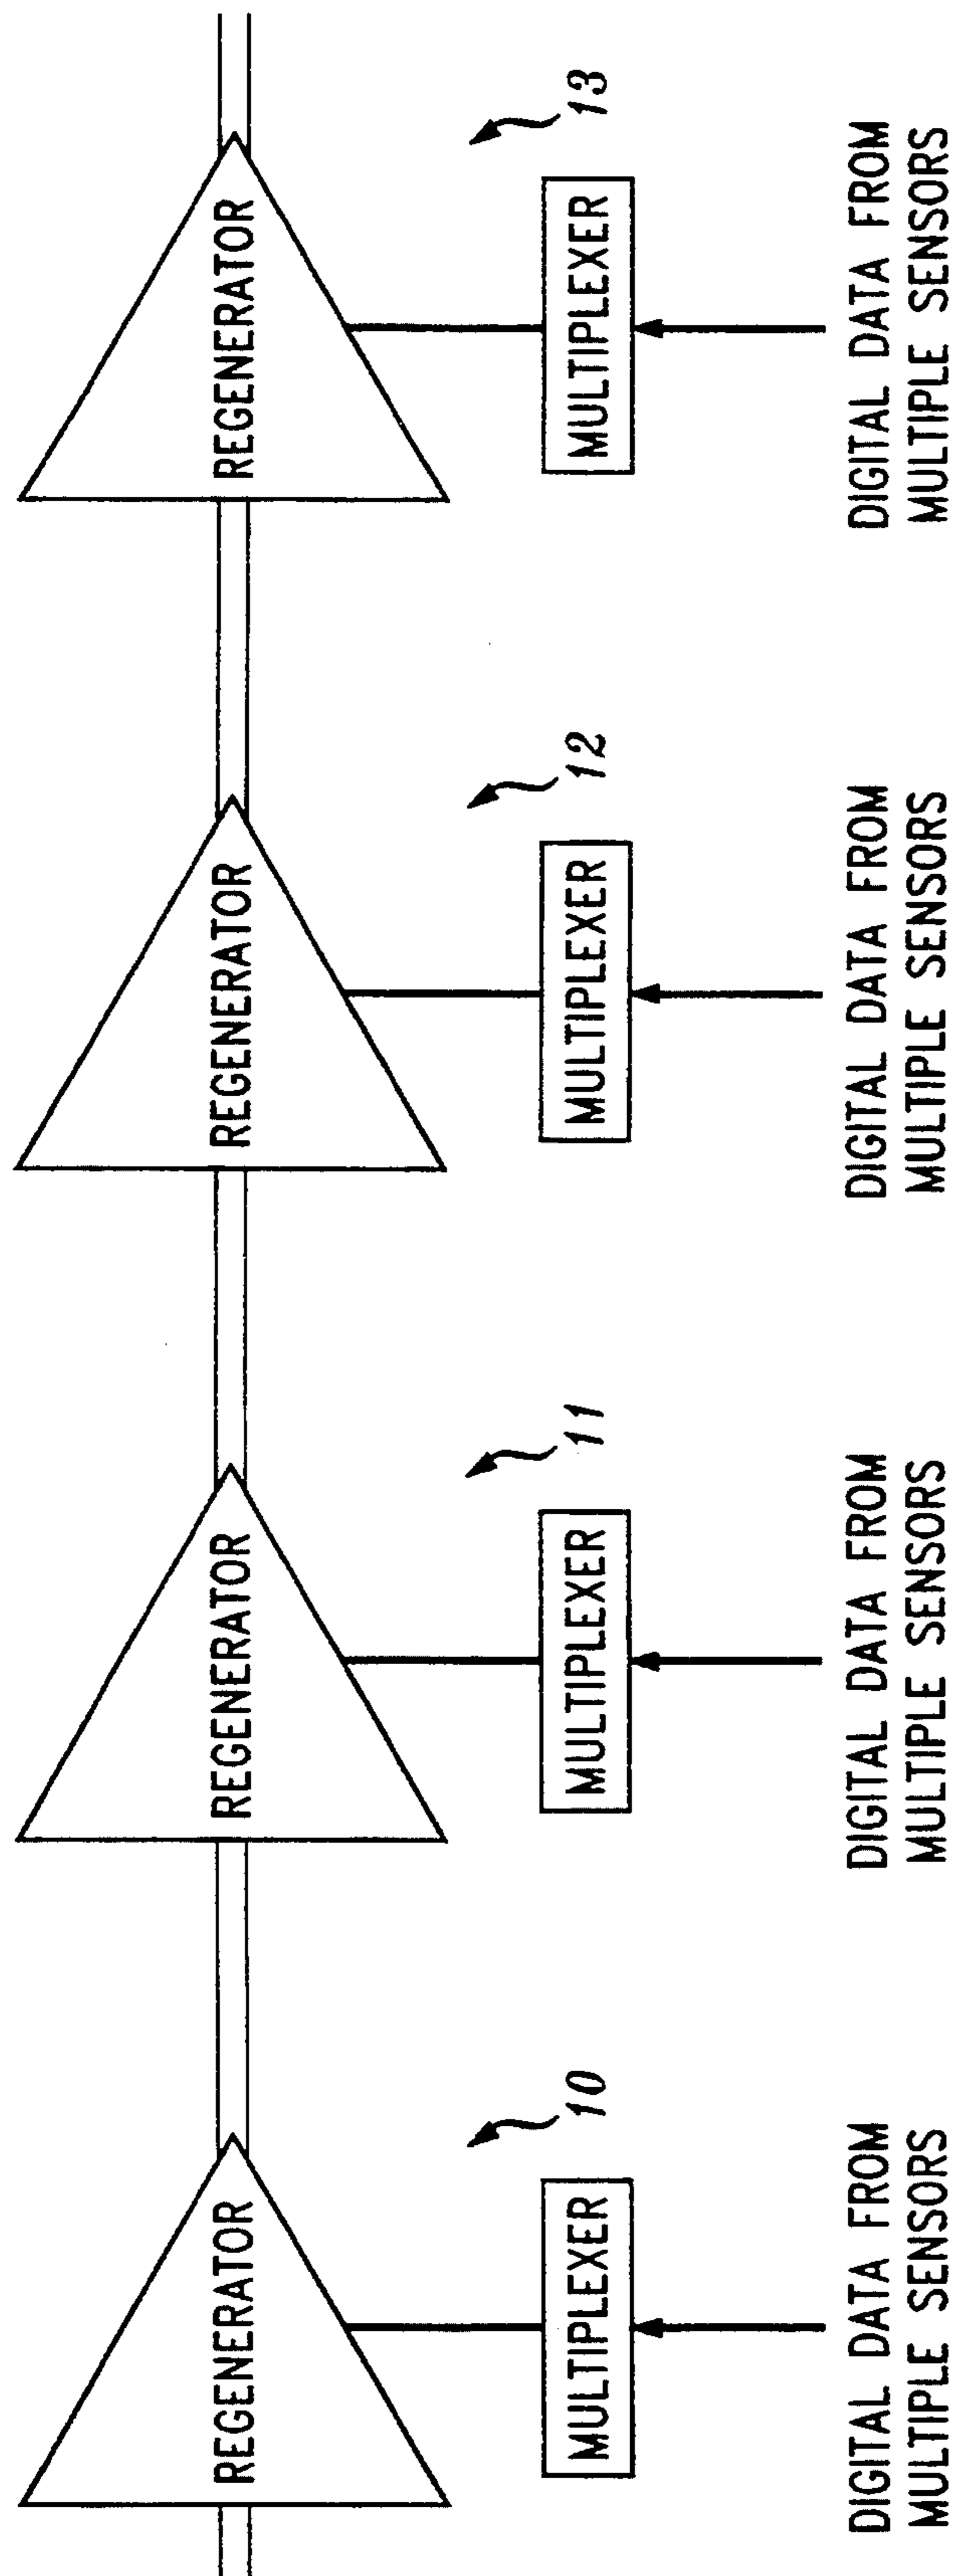 REGENERATOR
MULTIPLEXER
10
DIGITAL DATA FROM
MULTIPLE SENSORS
REGENERATOR
MULTIPLEXER
11
DIGITAL DATA FROM
MULTIPLE SENSORS
REGENERATOR
MULTIPLEXER
12
DIGITAL DATA FROM
MULTIPLE SENSORS
REGENERATOR
MULTIPLEXER
13
DIGITAL DATA FROM
MULTIPLE SENSORS